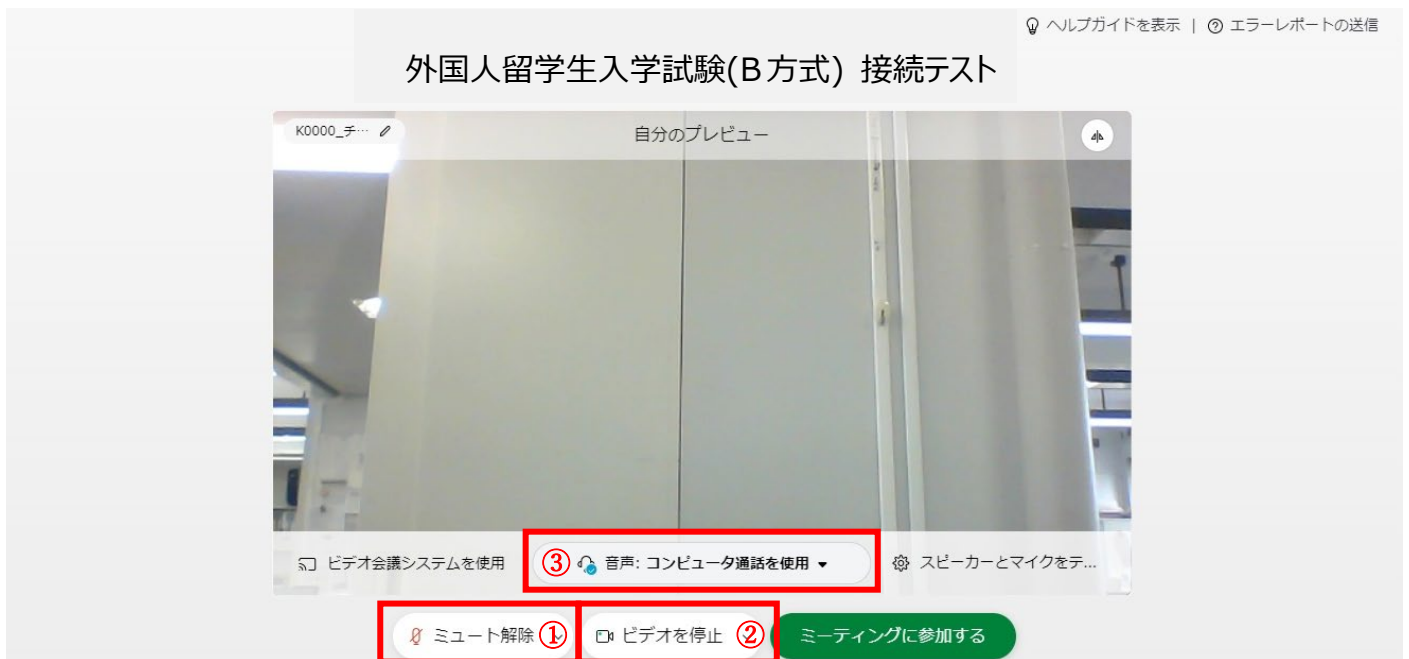 ヘルプガイドを表示 | エラーレポートの送信
外国人留学生入学試験(B方式) 接続テスト
K0000_チ…
自分のプレビュー
ビデオ会議システムを使用
③ 音声: コンピュータ通話を使用
スピーカーとマイクをテ...
ミュート解除 ①
ビデオを停止 ②
ミーティングに参加する